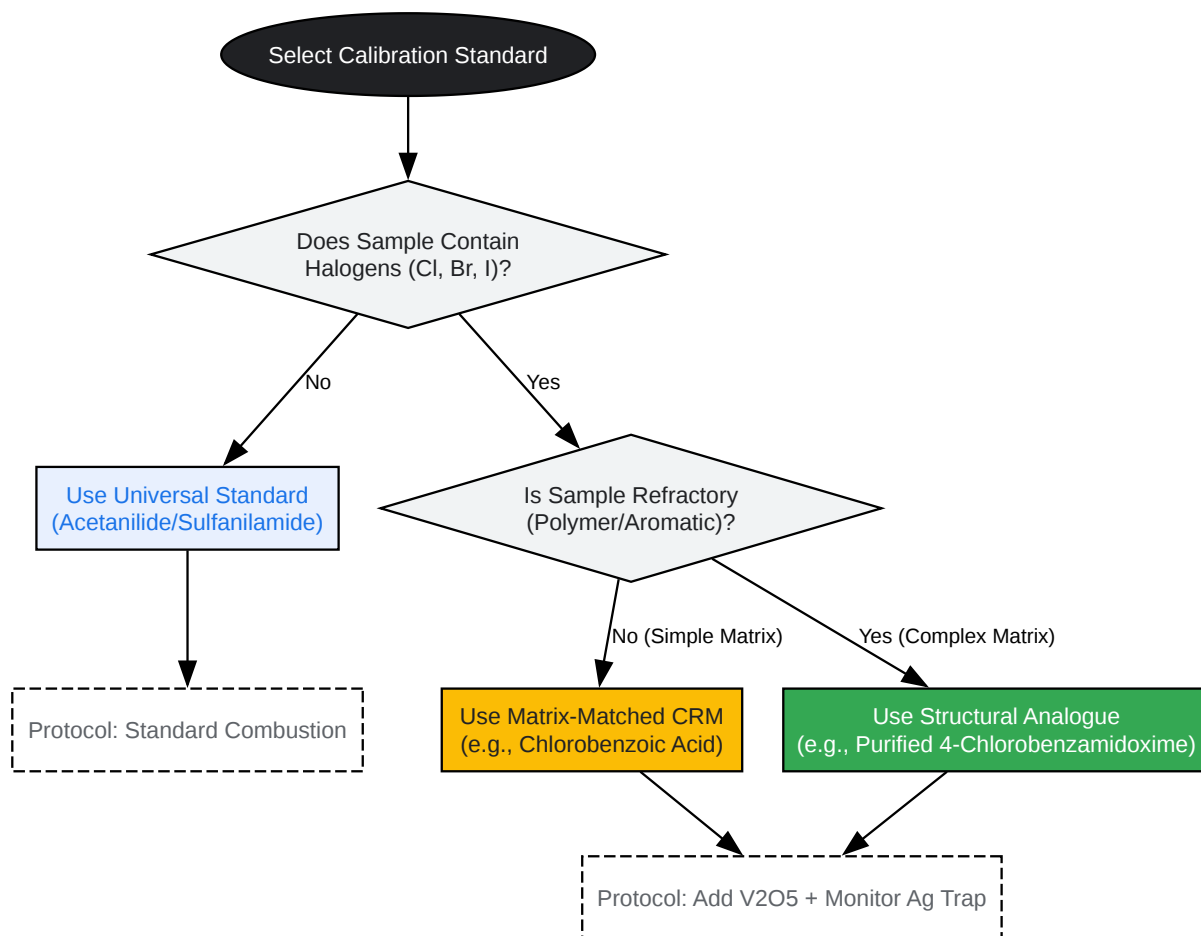 Select Calibration Standard
Does Sample Contain
Halogens (Cl, Br, I)?
No
Yes
Use Universal Standard
(Acetanilide/Sulfanilamide)
Is Sample Refractory
(Polymer/Aromatic)?
No (Simple Matrix)
Yes (Complex Matrix)
Protocol: Standard Combustion
Use Matrix-Matched CRM
(e.g., Chlorobenzoic Acid)
Use Structural Analogue
(e.g., Purified 4-Chlorobenzamidoxime)
Protocol: Add V2O5 + Monitor Ag Trap